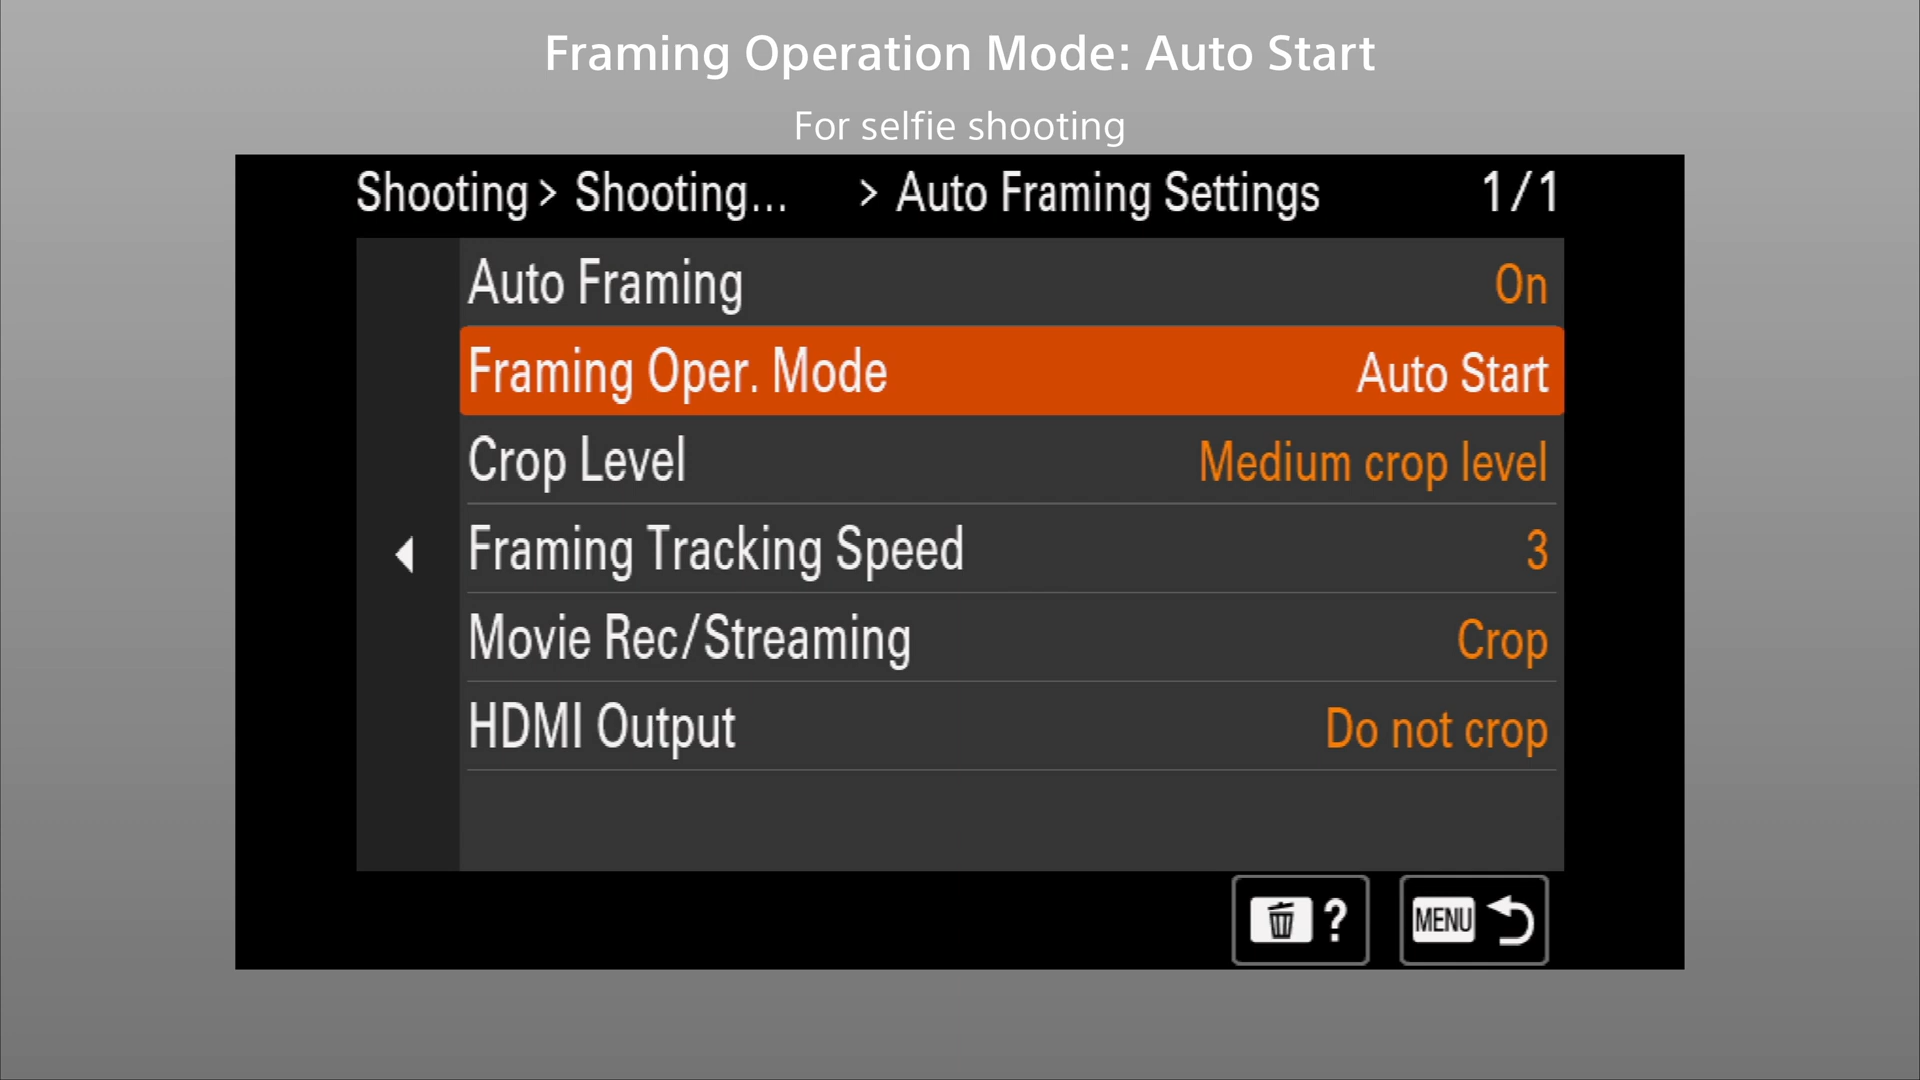 Framing Operation Mode: Auto Start
For selfie shooting
Shooting > Shooting... > Auto Framing Settings 1/1
Auto Framing On
Framing Oper. Mode Auto Start
Crop Level Medium crop level
Framing Tracking Speed 3
Movie Rec/Streaming Crop
HDMI Output Do not crop
? MENU